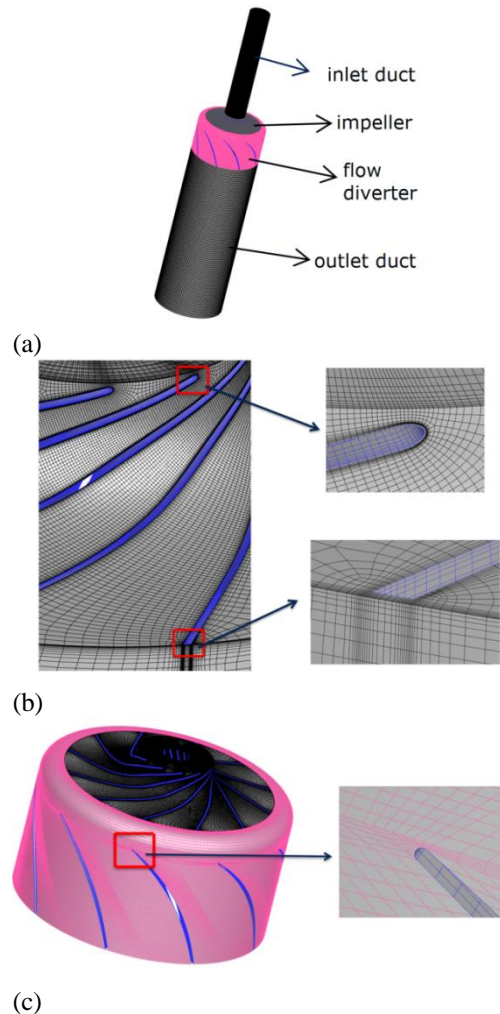 inlet duct
impeller
flow
diverter
outlet duct
(a)
(b)
(c)